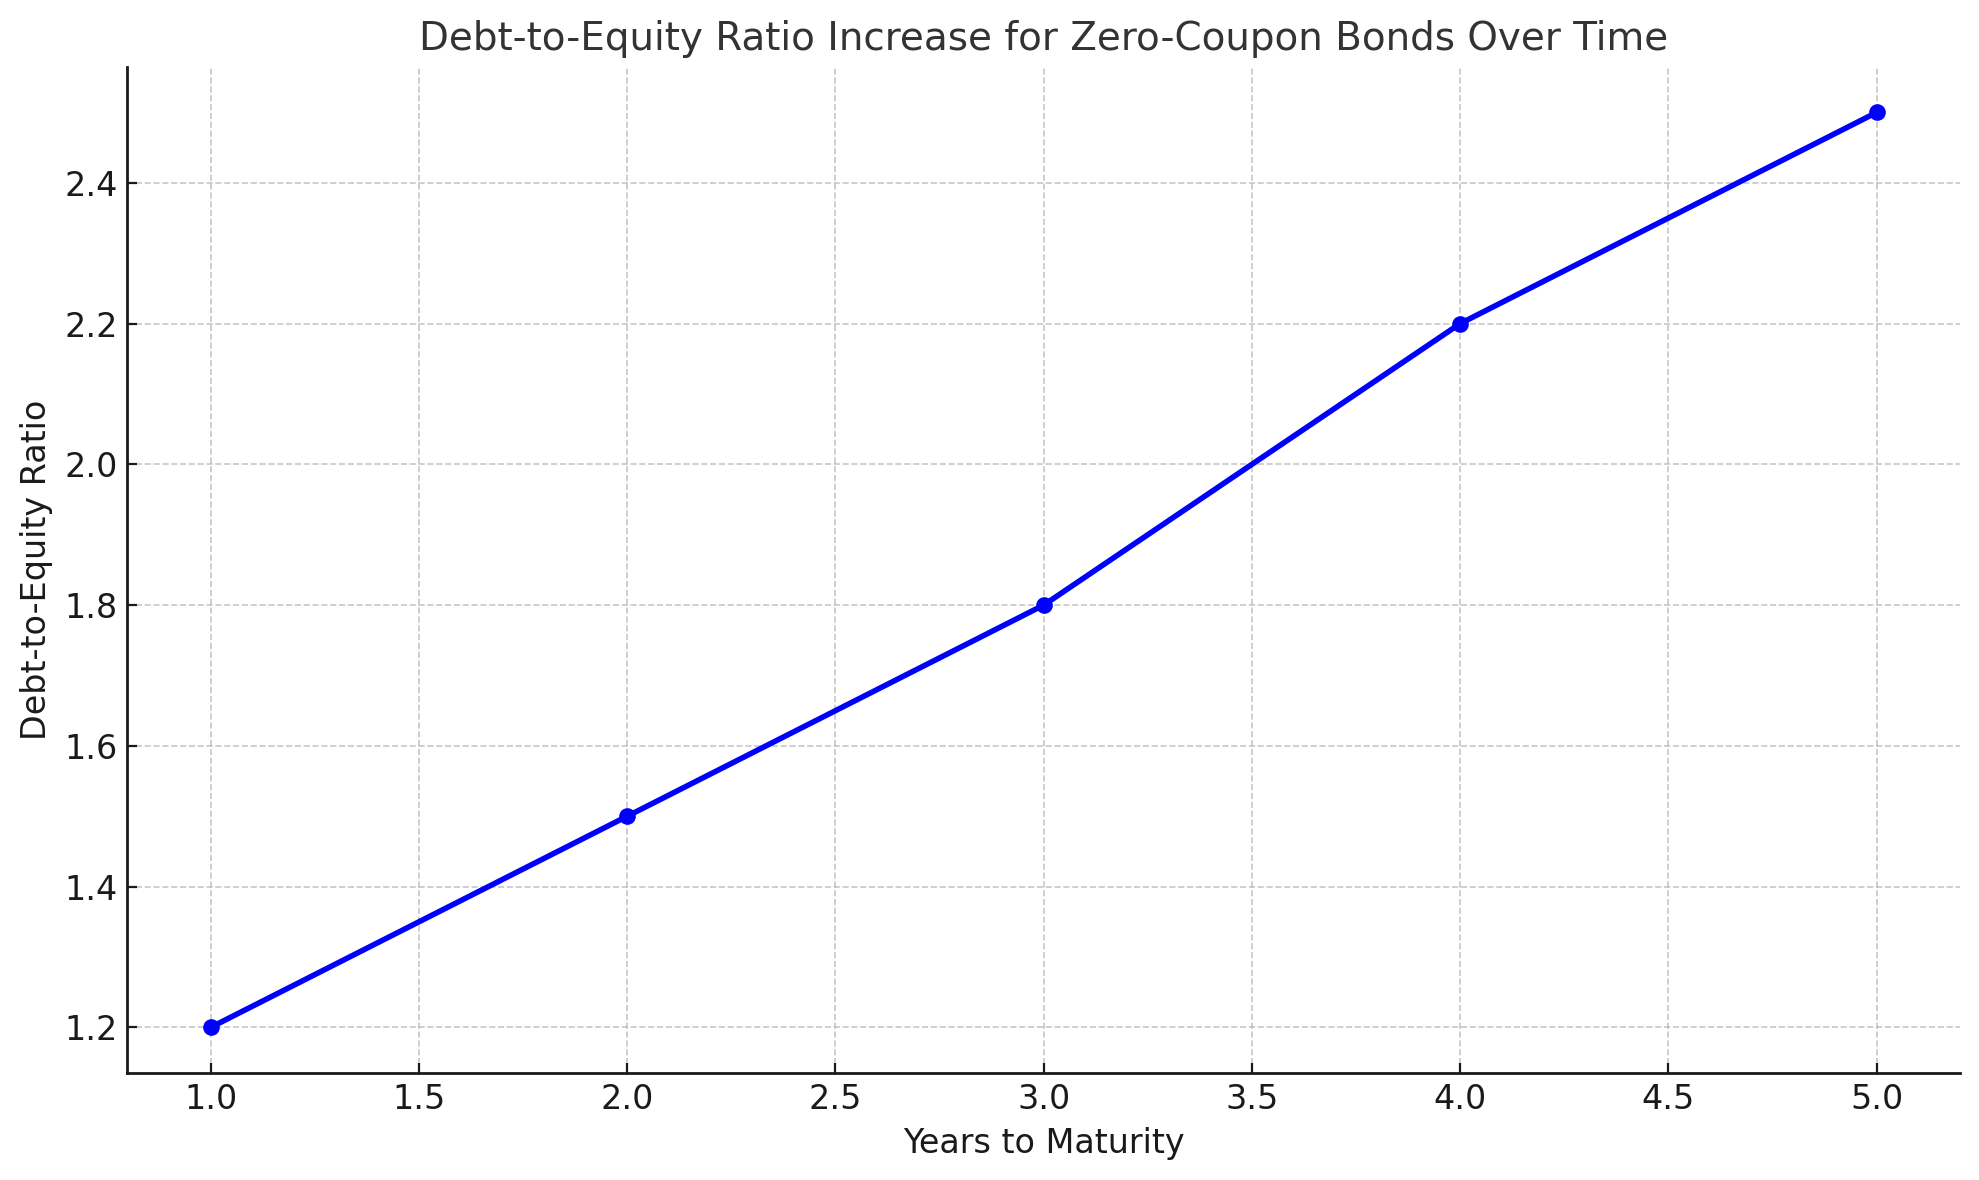 Debt-to-Equity Ratio Increase for Zero-Coupon Bonds Over Time
Debt-to-Equity Ratio
2.4
2.2
2.0
1.8
1.6
1.4
1.2
1.0 1.5 2.0 2.5 3.0 3.5 4.0 4.5 5.0
Years to Maturity